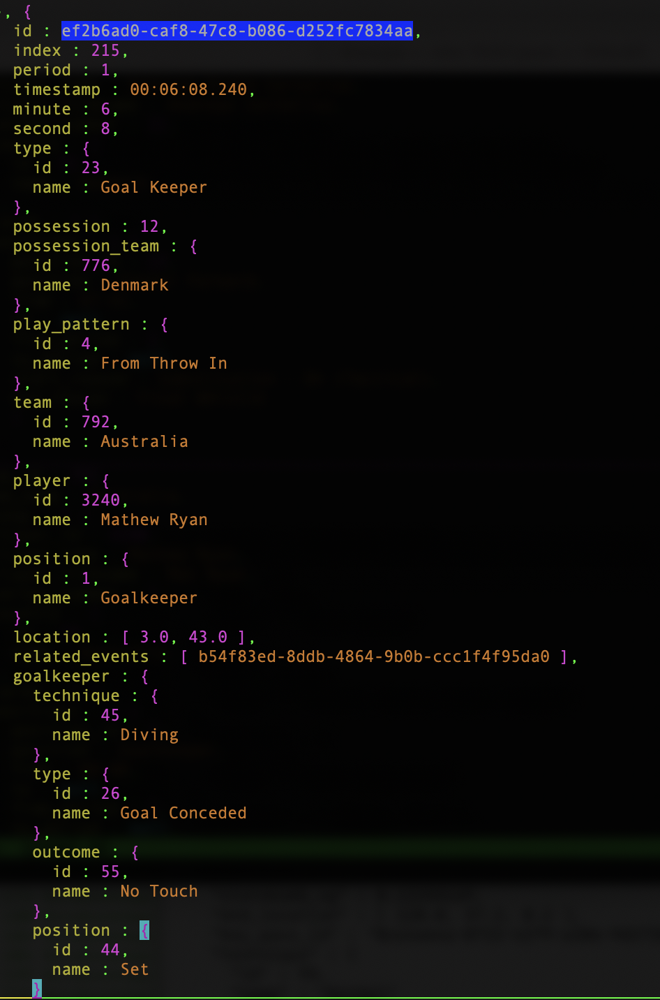 , {
id : ef2b6ad0-caf8-47c8-b086-d252fc7834aa,
index : 215,
period : 1,
timestamp : 00:06:08.240,
minute : 6,
second : 8,
type : {
id : 23,
name : Goal Keeper
},
possession : 12,
possession_team : {
id : 776,
name : Denmark
},
play_pattern : {
id : 4,
name : From Throw In
},
team : {
id : 792,
name : Australia
},
player : {
id : 3240,
name : Mathew Ryan
},
position : {
id : 1,
name : Goalkeeper
},
location : [ 3.0, 43.0 ],
related_events : [ b54f83ed-8ddb-4864-9b0b-ccc1f4f95da0 ],
goalkeeper : {
technique : {
id : 45,
name : Diving
},
type : {
id : 26,
name : Goal Conceded
},
outcome : {
id : 55,
name : No Touch
},
position : {
id : 44,
name : Set
}